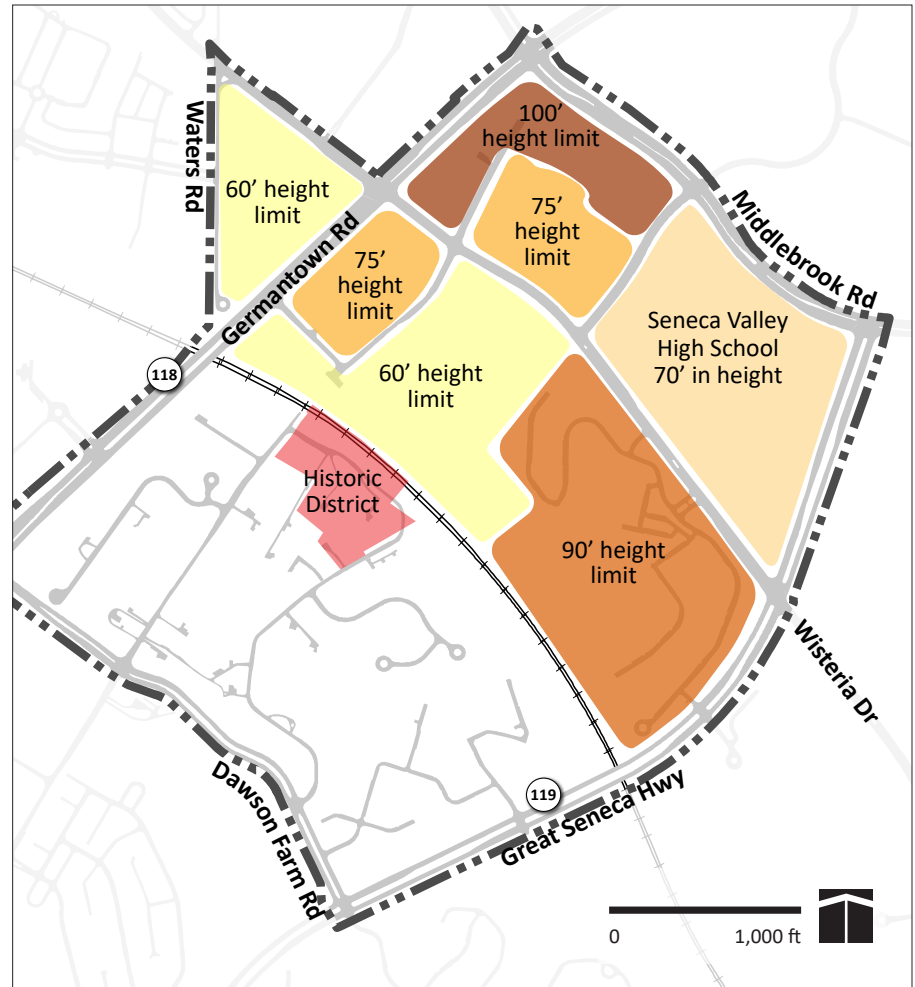 100'
height limit
Waters Rd
60' height
limit
75'
height
limit
Middlebrook Rd
Germantown Rd
75'
height
limit
Seneca Valley
High School
70' in height
60' height
limit
118
Historic
District
90' height
limit
Wisteria Dr
Dawson Farm Rd
119
Great Seneca Hwy
0
1,000 ft